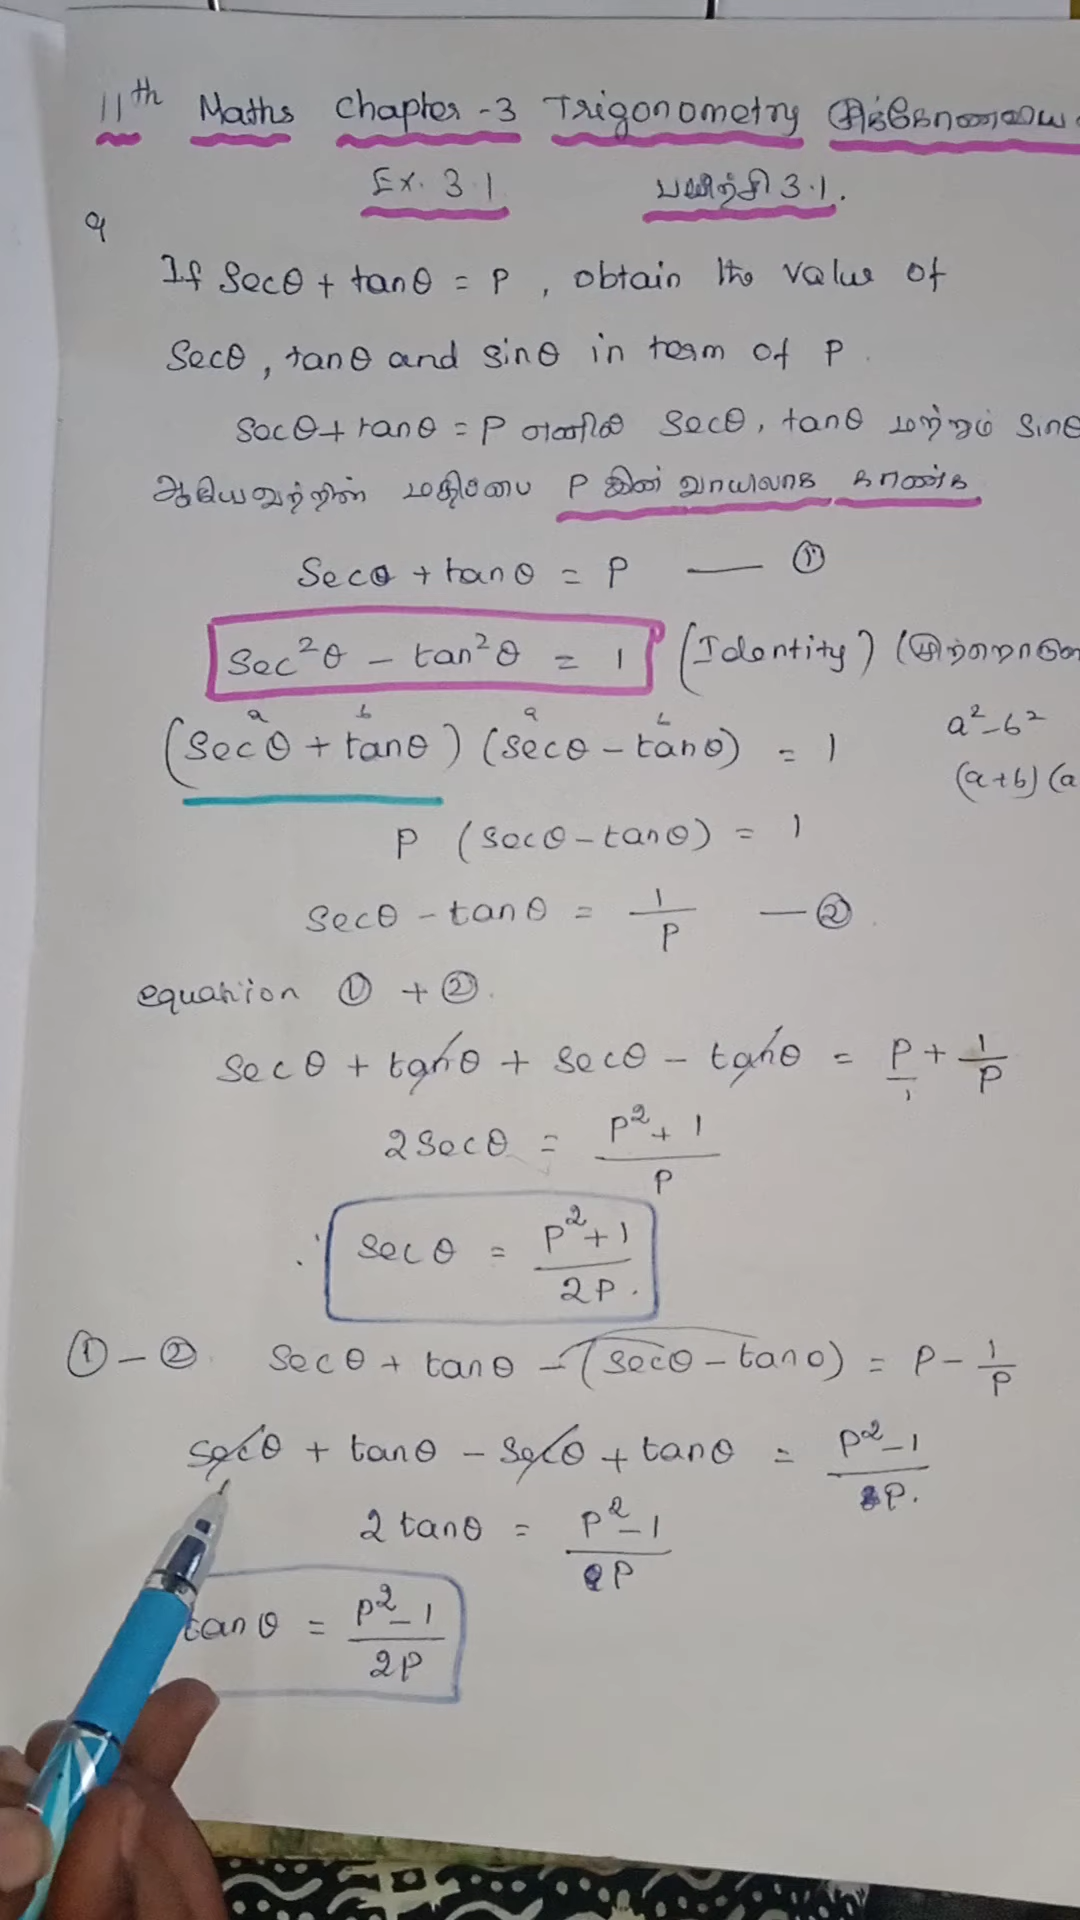 11th Maths Chapter -3 Trigonometry
Ex. 3.1 பயிற்சி 3.1.
9
If secθ + tanθ = P , obtain the value of
secθ , tanθ and sinθ in term of P.
secθ + tanθ = P எனில் secθ , tanθ மற்றும் sinθ
ஆகியவற்றின் மதிப்பை P இன் வாயிலாக காண்க
secθ + tanθ = P — ①
sec²θ - tan²θ = 1 (Identity)
a b a b
(secθ + tanθ) (secθ - tanθ) = 1
a²-b²
(a+b) (a
P (secθ - tanθ) = 1
secθ - tanθ = 1/P — ②
equation ① + ②.
secθ + tanθ + secθ - tanθ = P/1 + 1/P
2 secθ = P²+1/P
∴ secθ = P²+1/2P.
① - ② secθ + tanθ - (secθ - tanθ) = P - 1/P
secθ + tanθ - secθ + tanθ = P²-1/P.
2 tanθ = P²-1/P
tanθ = P²-1/2P